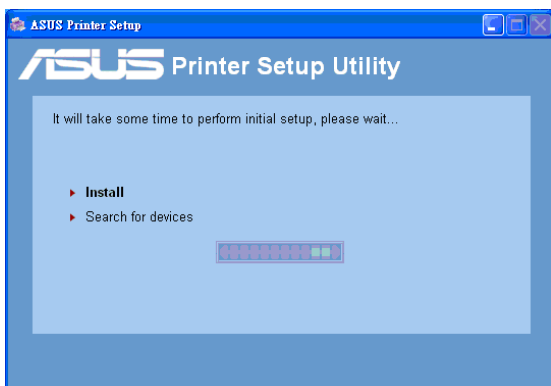 ASUS Printer Setup
ASUS Printer Setup Utility
It will take some time to perform initial setup, please wait...
Install
Search for devices